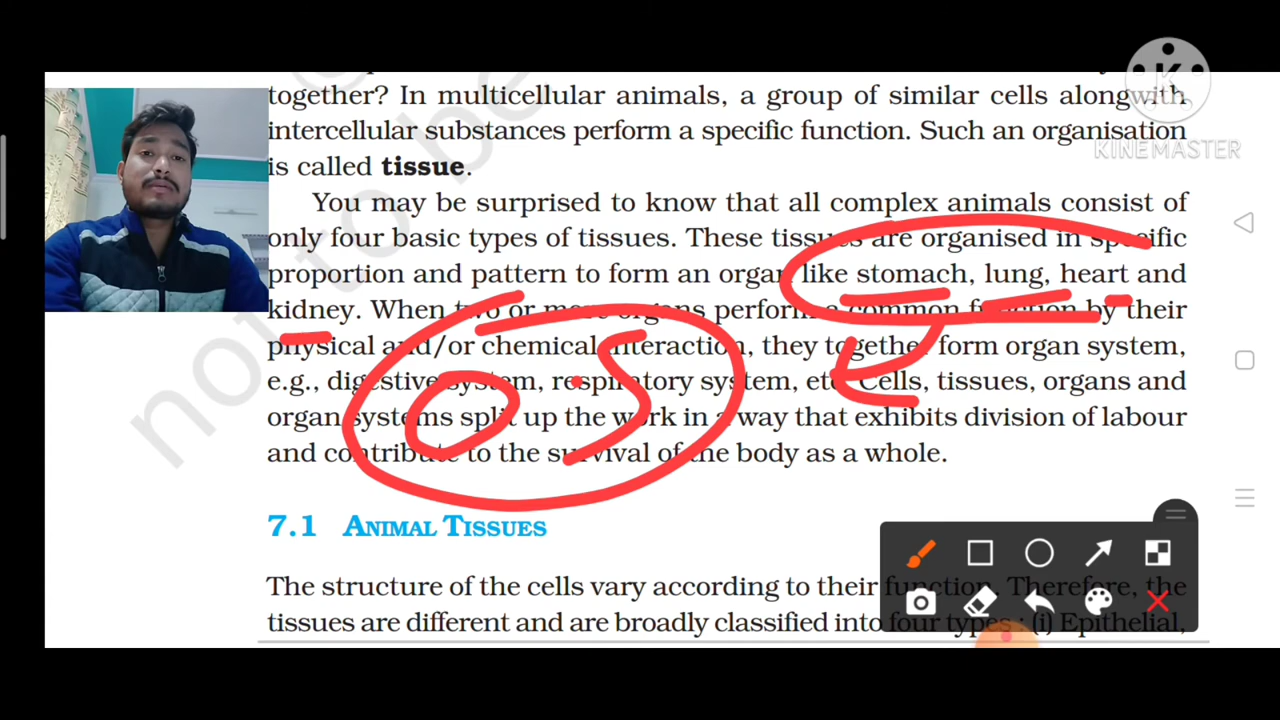 together? In multicellular animals, a group of similar cells alongwith
intercellular substances perform a specific function. Such an organisation
is called tissue.
You may be surprised to know that all complex animals consist of
only four basic types of tissues. These tissues are organised in specific
proportion and pattern to form an organ like stomach, lung, heart and
kidney. When two or more organs perform a common function by their
physical and/or chemical interaction, they together form organ system,
e.g., digestive system, respiratory system, etc. Cells, tissues, organs and
organ systems split up the work in a way that exhibits division of labour
and contribute to the survival of the body as a whole.
O.S
7.1 ANIMAL TISSUES
The structure of the cells vary according to their function. Therefore, the
tissues are different and are broadly classified into four types : (i) Epithelial,
not to be
K
KINEMASTER